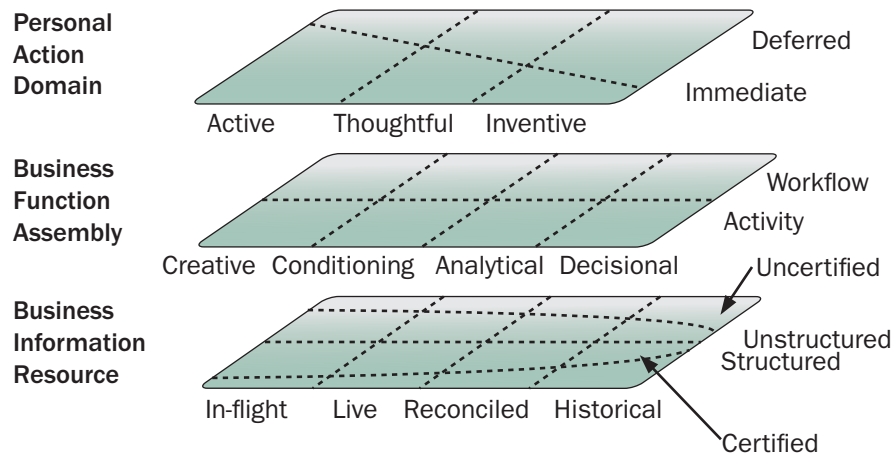 Personal
Action
Domain
Deferred
Immediate
Active Thoughtful Inventive
Business
Function
Assembly
Workflow
Activity
Creative Conditioning Analytical Decisional
Uncertified
Business
Information
Resource
Unstructured
Structured
In-flight Live Reconciled Historical
Certified